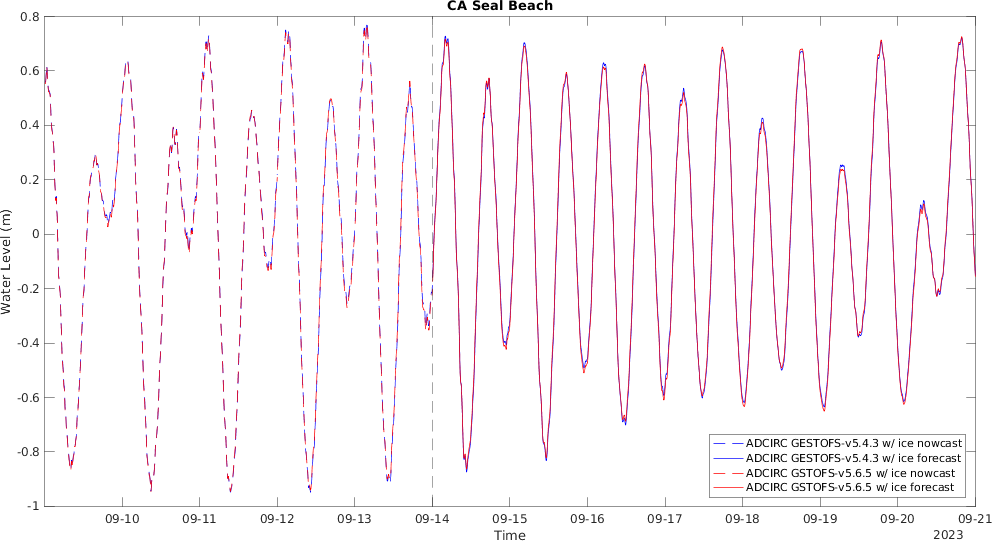 CA Seal Beach
0.8
0.6
0.4
0.2
0
-0.2
-0.4
-0.6
-0.8
-1
Water Level (m)
ADCIRC GESTOFS-v5.4.3 w/ ice nowcast
ADCIRC GESTOFS-v5.4.3 w/ ice forecast
ADCIRC GSTOFS-v5.6.5 w/ ice nowcast
ADCIRC GSTOFS-v5.6.5 w/ ice forecast
09-10 09-11 09-12 09-13 09-14 09-15 09-16 09-17 09-18 09-19 09-20 09-21
Time
2023